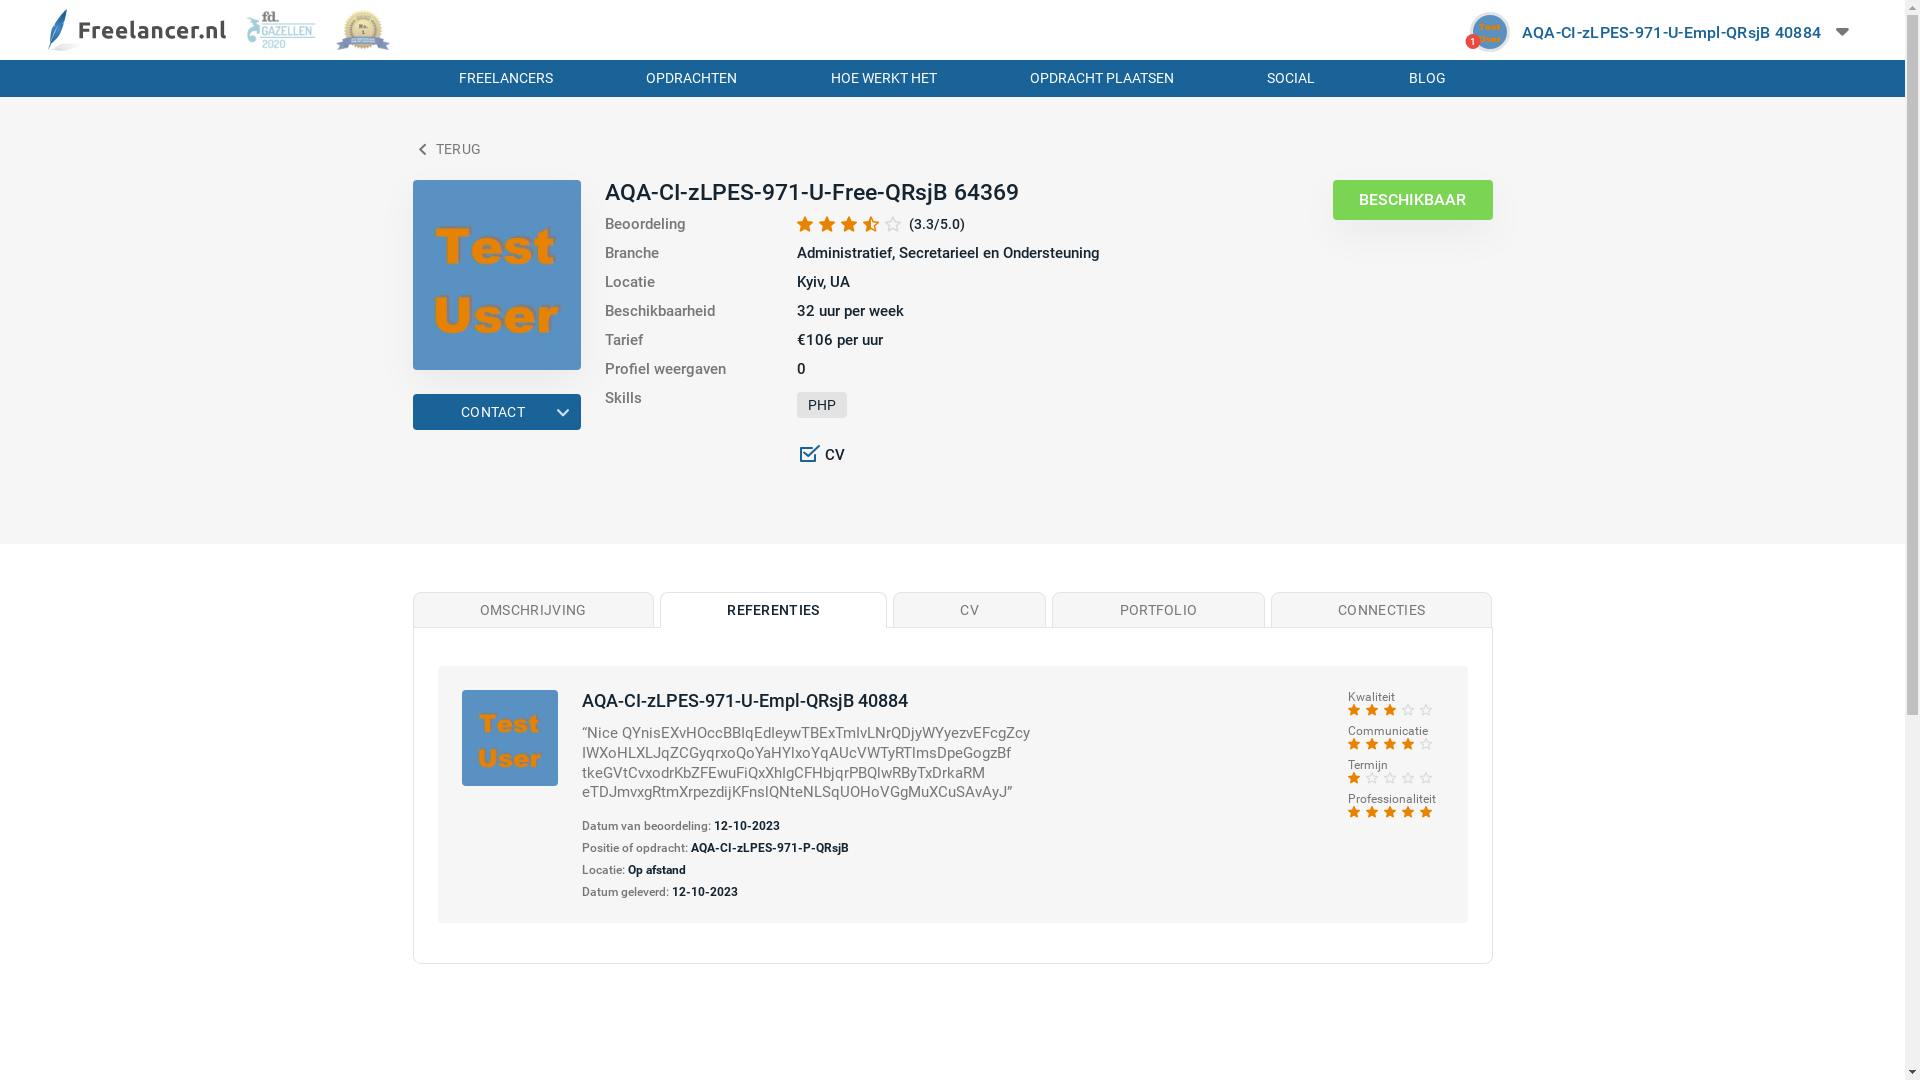 Freelancer.nl
fd.
GAZELLEN
2020
No.
1
1
AQA-CI-zLPES-971-U-Empl-QRsjB 40884
FREELANCERS
OPDRACHTEN
HOE WERKT HET
OPDRACHT PLAATSEN
SOCIAL
BLOG
TERUG
Test
User
CONTACT
AQA-CI-zLPES-971-U-Free-QRsjB 64369
BESCHIKBAAR
Beoordeling (3.3/5.0)
Branche Administratief, Secretarieel en Ondersteuning
Locatie Kyiv, UA
Beschikbaarheid 32 uur per week
Tarief €106 per uur
Profiel weergaven 0
Skills PHP
CV
OMSCHRIJVING
REFERENTIES
CV
PORTFOLIO
CONNECTIES
Test
User
AQA-CI-zLPES-971-U-Empl-QRsjB 40884
“Nice QYnisEXvHOccBBIqEdleywTBExTmlvLNrQDjyWYyezvEFcgZcy
IWXoHLXLJqZCGyqrxoQoYaHYlxoYqAUcVWTyRTImsDpeGogzBf
tkeGVtCvxodrKbZFEwuFiQxXhlgCFHbjqrPBQlwRByTxDrkaRM
eTDJmvxgRtmXrpezdijKFnslQNteNLSqUOHoVGgMuXCuSAvAyJ”
Datum van beoordeling: 12-10-2023
Positie of opdracht: AQA-CI-zLPES-971-P-QRsjB
Locatie: Op afstand
Datum geleverd: 12-10-2023
Kwaliteit
Communicatie
Termijn
Professionaliteit